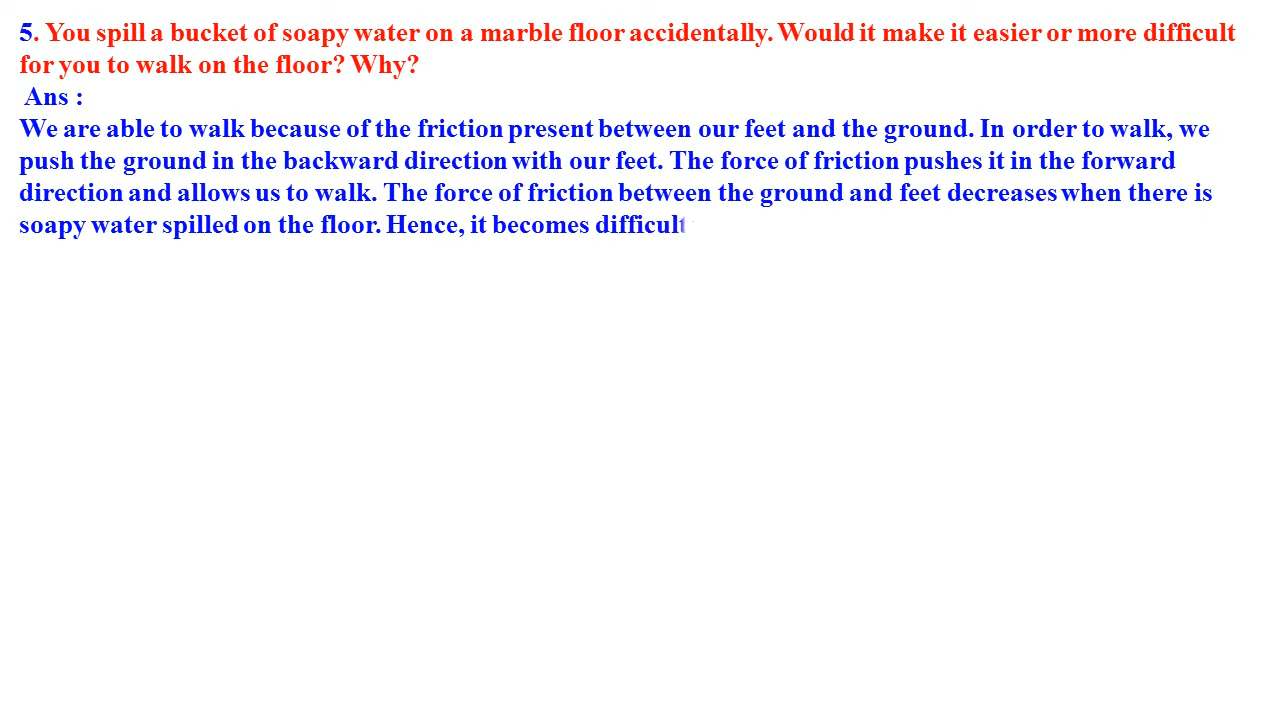 5. You spill a bucket of soapy water on a marble floor accidentally. Would it make it easier or more difficult
for you to walk on the floor? Why?
Ans :
We are able to walk because of the friction present between our feet and the ground. In order to walk, we
push the ground in the backward direction with our feet. The force of friction pushes it in the forward
direction and allows us to walk. The force of friction between the ground and feet decreases when there is
soapy water spilled on the floor. Hence, it becomes difficult